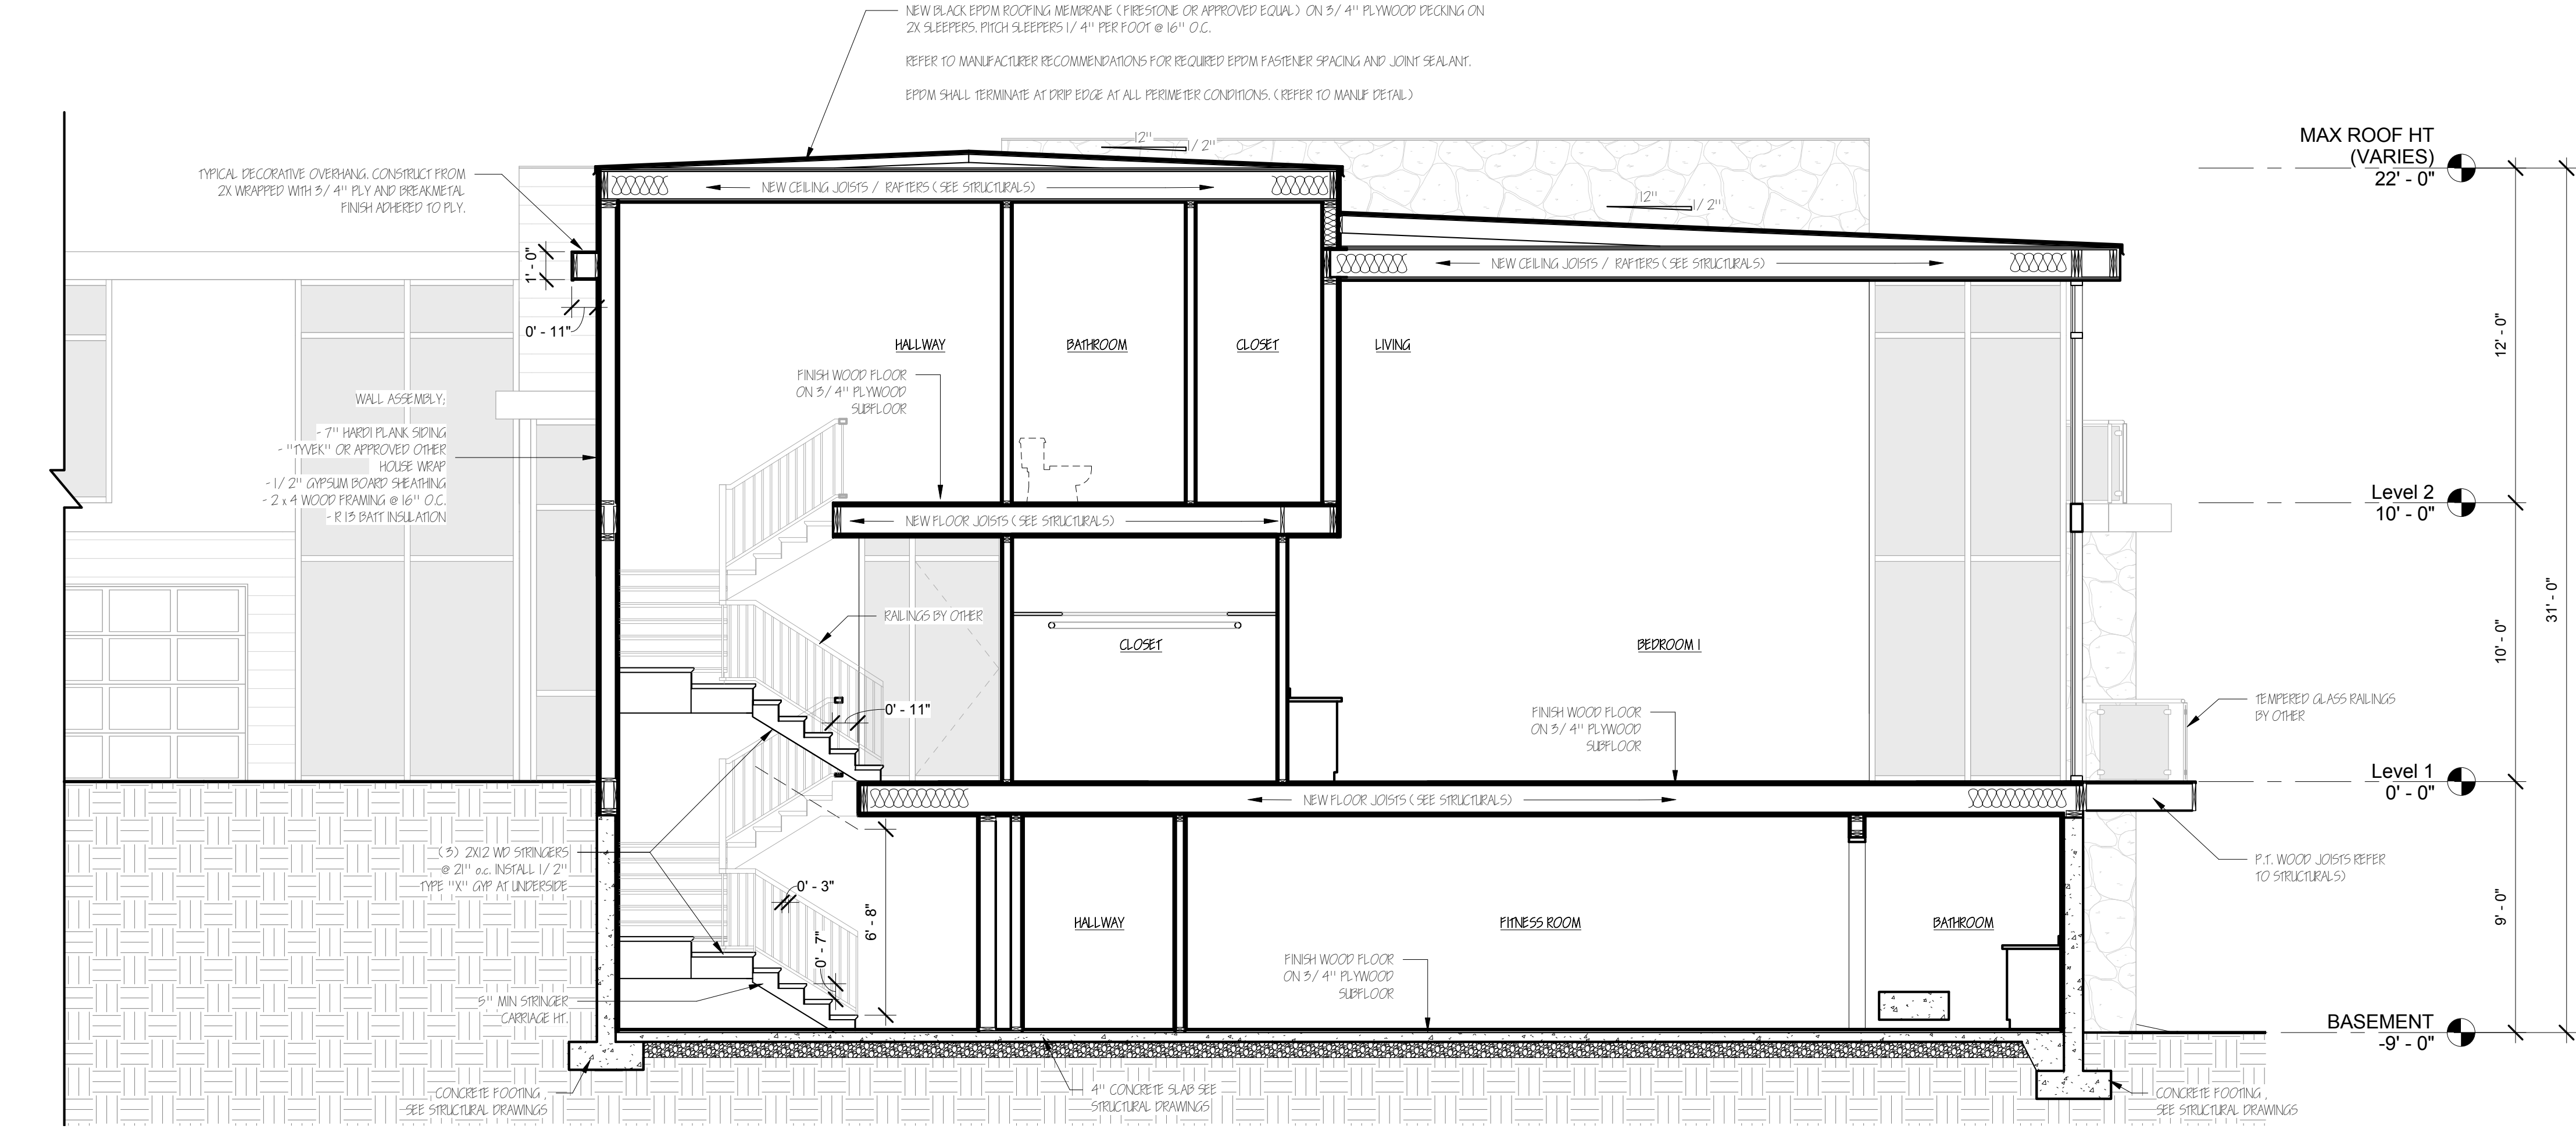 NEW BLACK EPDM ROOFING MEMBRANE (FIRESTONE OR APPROVED EQUAL) ON 3/4" PLYWOOD DECKING ON
2X SLEEPERS. PITCH SLEEPERS 1/4" PER FOOT @ 16" O.C.
REFER TO MANUFACTURER RECOMMENDATIONS FOR REQUIRED EPDM FASTENER SPACING AND JOINT SEALANT.
EPDM SHALL TERMINATE AT DRIP EDGE AT ALL PERIMETER CONDITIONS. (REFER TO MANUF DETAIL)
12"
1/2"
MAX ROOF HT
(VARIES)
22' - 0"
TYPICAL DECORATIVE OVERHANG. CONSTRUCT FROM
2X WRAPPED WITH 3/4" PLY AND BREAKMETAL
FINISH ADHERED TO PLY.
NEW CEILING JOISTS / RAFTERS (SEE STRUCTURALS)
12"
1/2"
1' - 0"
NEW CEILING JOISTS / RAFTERS (SEE STRUCTURALS)
0' - 11"
HALLWAY
BATHROOM
CLOSET
LIVING
12' - 0"
FINISH WOOD FLOOR
ON 3/4" PLYWOOD
SUBFLOOR
WALL ASSEMBLY:
- 7" HARDI PLANK SIDING
- "TYVEK" OR APPROVED OTHER
HOUSE WRAP
- 1/2" GYPSUM BOARD SHEATHING
- 2 x 4 WOOD FRAMING @ 16" O.C.
- R 13 BATT INSULATION
Level 2
10' - 0"
NEW FLOOR JOISTS (SEE STRUCTURALS)
31' - 0"
RAILINGS BY OTHER
CLOSET
BEDROOM 1
10' - 0"
0' - 11"
FINISH WOOD FLOOR
ON 3/4" PLYWOOD
SUBFLOOR
TEMPERED GLASS RAILINGS
BY OTHER
Level 1
0' - 0"
NEW FLOOR JOISTS (SEE STRUCTURALS)
(3) 2X12 WD STRINGERS
@ 21" o.c. INSTALL 1/2"
TYPE "X" GYP AT UNDERSIDE
P.T. WOOD JOISTS REFER
TO STRUCTURALS)
0' - 3"
6' - 8"
0' - 7"
HALLWAY
FITNESS ROOM
BATHROOM
9' - 0"
FINISH WOOD FLOOR
ON 3/4" PLYWOOD
SUBFLOOR
5" MIN STRINGER
CARRIAGE HT.
BASEMENT
-9' - 0"
CONCRETE FOOTING ,
SEE STRUCTURAL DRAWINGS
4" CONCRETE SLAB SEE
STRUCTURAL DRAWINGS
CONCRETE FOOTING ,
SEE STRUCTURAL DRAWINGS